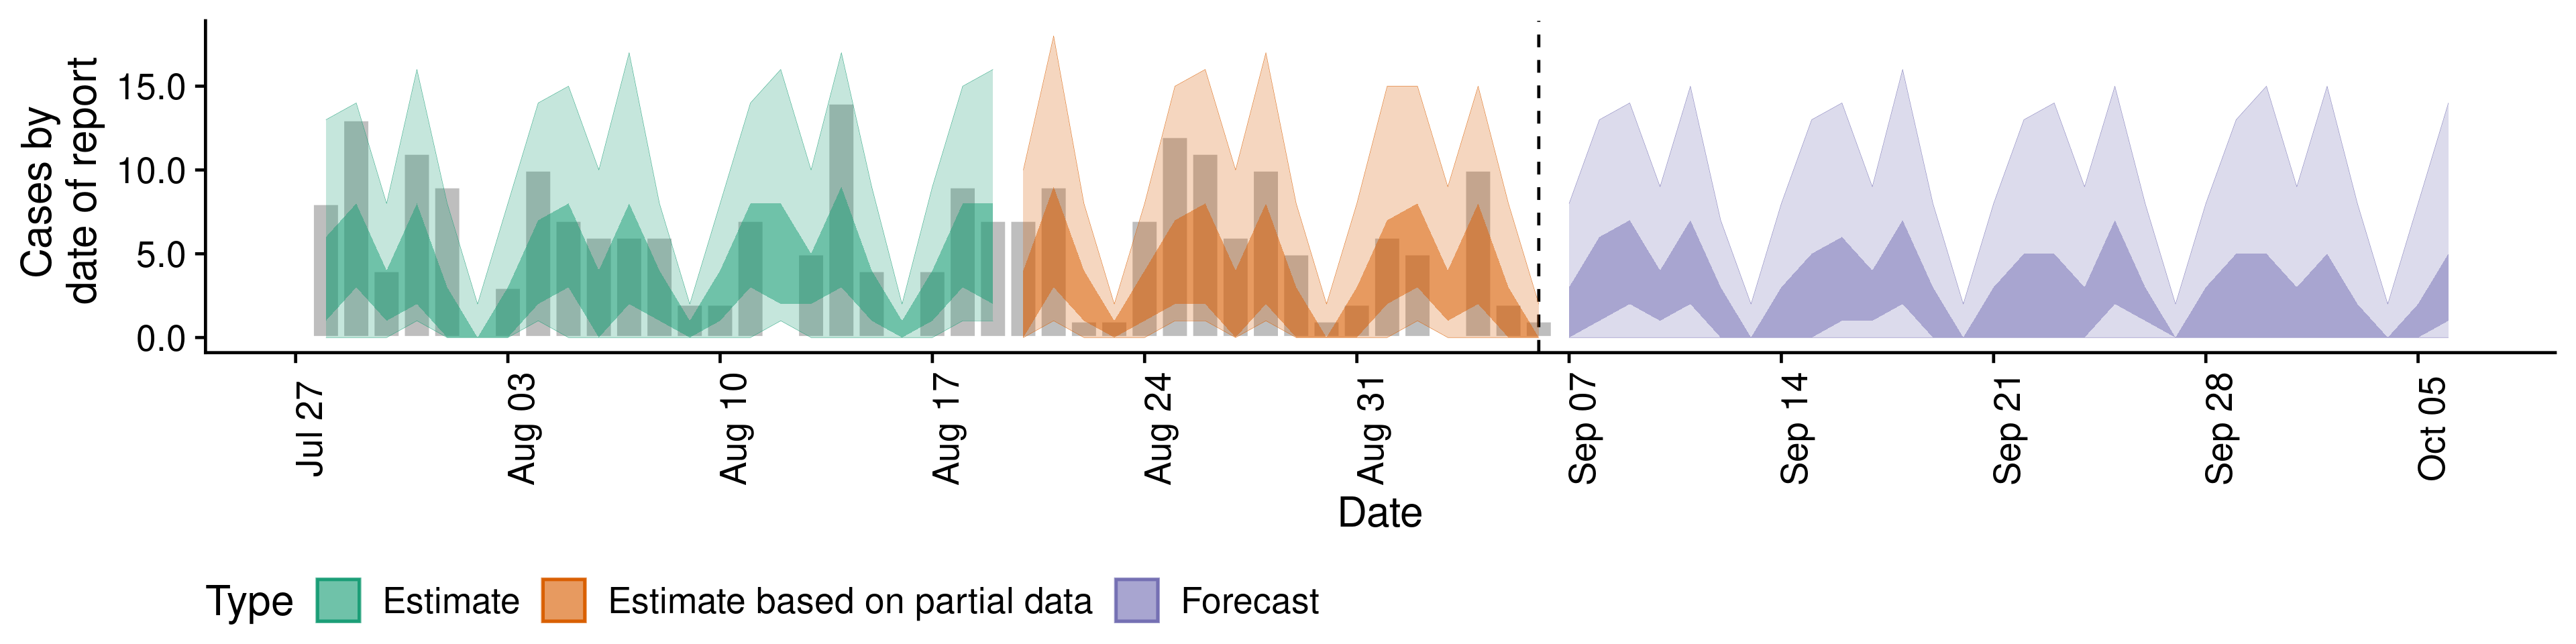 Cases by
date of report
15.0
10.0
5.0
0.0
Jul 27
Aug 03
Aug 10
Aug 17
Aug 24
Aug 31
Sep 07
Sep 14
Sep 21
Sep 28
Oct 05
Date
Type Estimate Estimate based on partial data Forecast